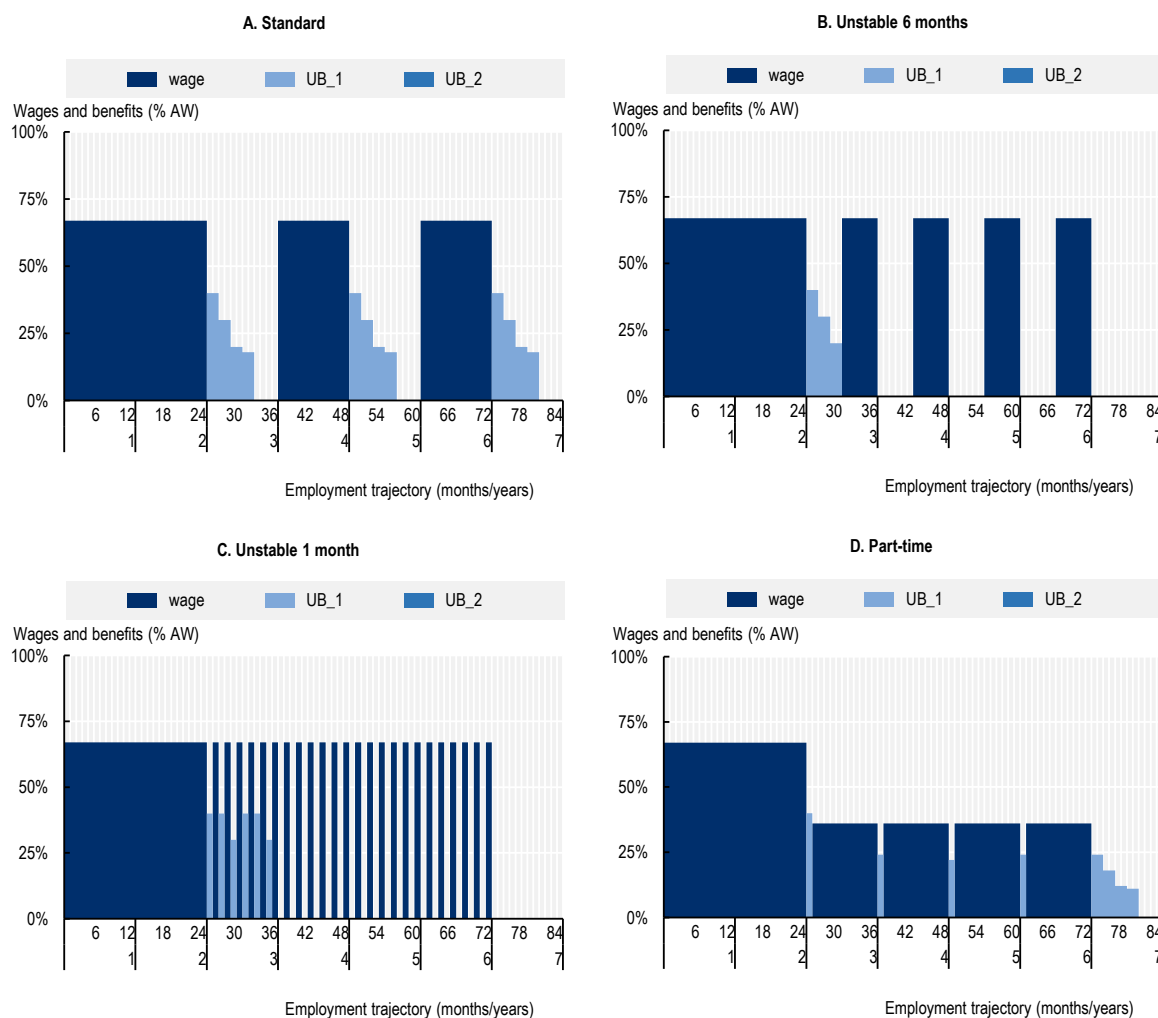 A. Standard
wage UB_1 UB_2
Wages and benefits (% AW)
100%
75%
50%
25%
0%
6 12 18 24 30 36 42 48 54 60 66 72 78 84
1 2 3 4 5 6 7
Employment trajectory (months/years)
B. Unstable 6 months
wage UB_1 UB_2
Wages and benefits (% AW)
100%
75%
50%
25%
0%
6 12 18 24 30 36 42 48 54 60 66 72 78 84
1 2 3 4 5 6 7
Employment trajectory (months/years)
C. Unstable 1 month
wage UB_1 UB_2
Wages and benefits (% AW)
100%
75%
50%
25%
0%
6 12 18 24 30 36 42 48 54 60 66 72 78 84
1 2 3 4 5 6 7
Employment trajectory (months/years)
D. Part-time
wage UB_1 UB_2
Wages and benefits (% AW)
100%
75%
50%
25%
0%
6 12 18 24 30 36 42 48 54 60 66 72 78 84
1 2 3 4 5 6 7
Employment trajectory (months/years)